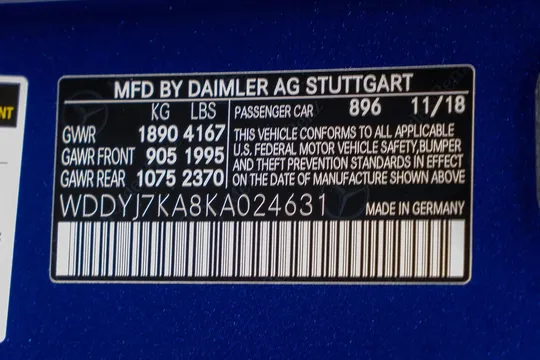 MFD BY DAIMLER AG STUTTGART
KG LBS
GWR 1890 4167
GAWR FRONT 905 1995
GAWR REAR 1075 2370
PASSENGER CAR 896 11/18
THIS VEHICLE CONFORMS TO ALL APPLICABLE
U.S. FEDERAL MOTOR VEHICLE SAFETY, BUMPER
AND THEFT PREVENTION STANDARDS IN EFFECT
ON THE DATE OF MANUFACTURE SHOWN ABOVE
WDDYJ7KA8KA024631
MADE IN GERMANY
NT